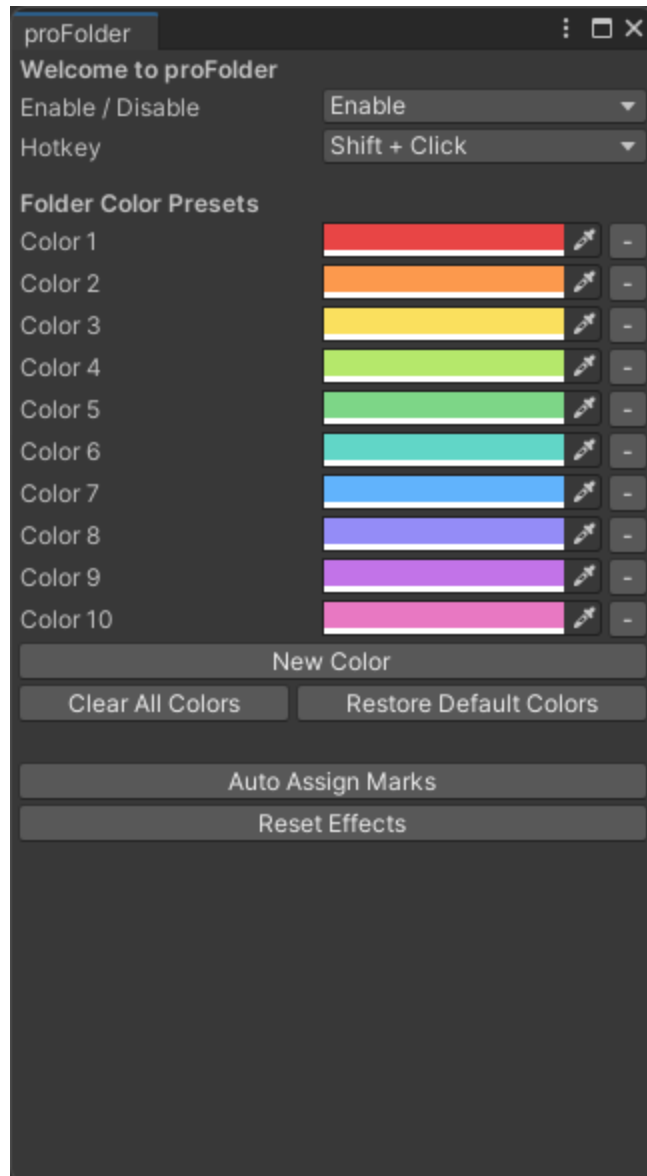 proFolder
Welcome to proFolder
Enable / Disable Enable
Hotkey Shift + Click
Folder Color Presets
Color 1 -
Color 2 -
Color 3 -
Color 4 -
Color 5 -
Color 6 -
Color 7 -
Color 8 -
Color 9 -
Color 10 -
New Color
Clear All Colors Restore Default Colors
Auto Assign Marks
Reset Effects